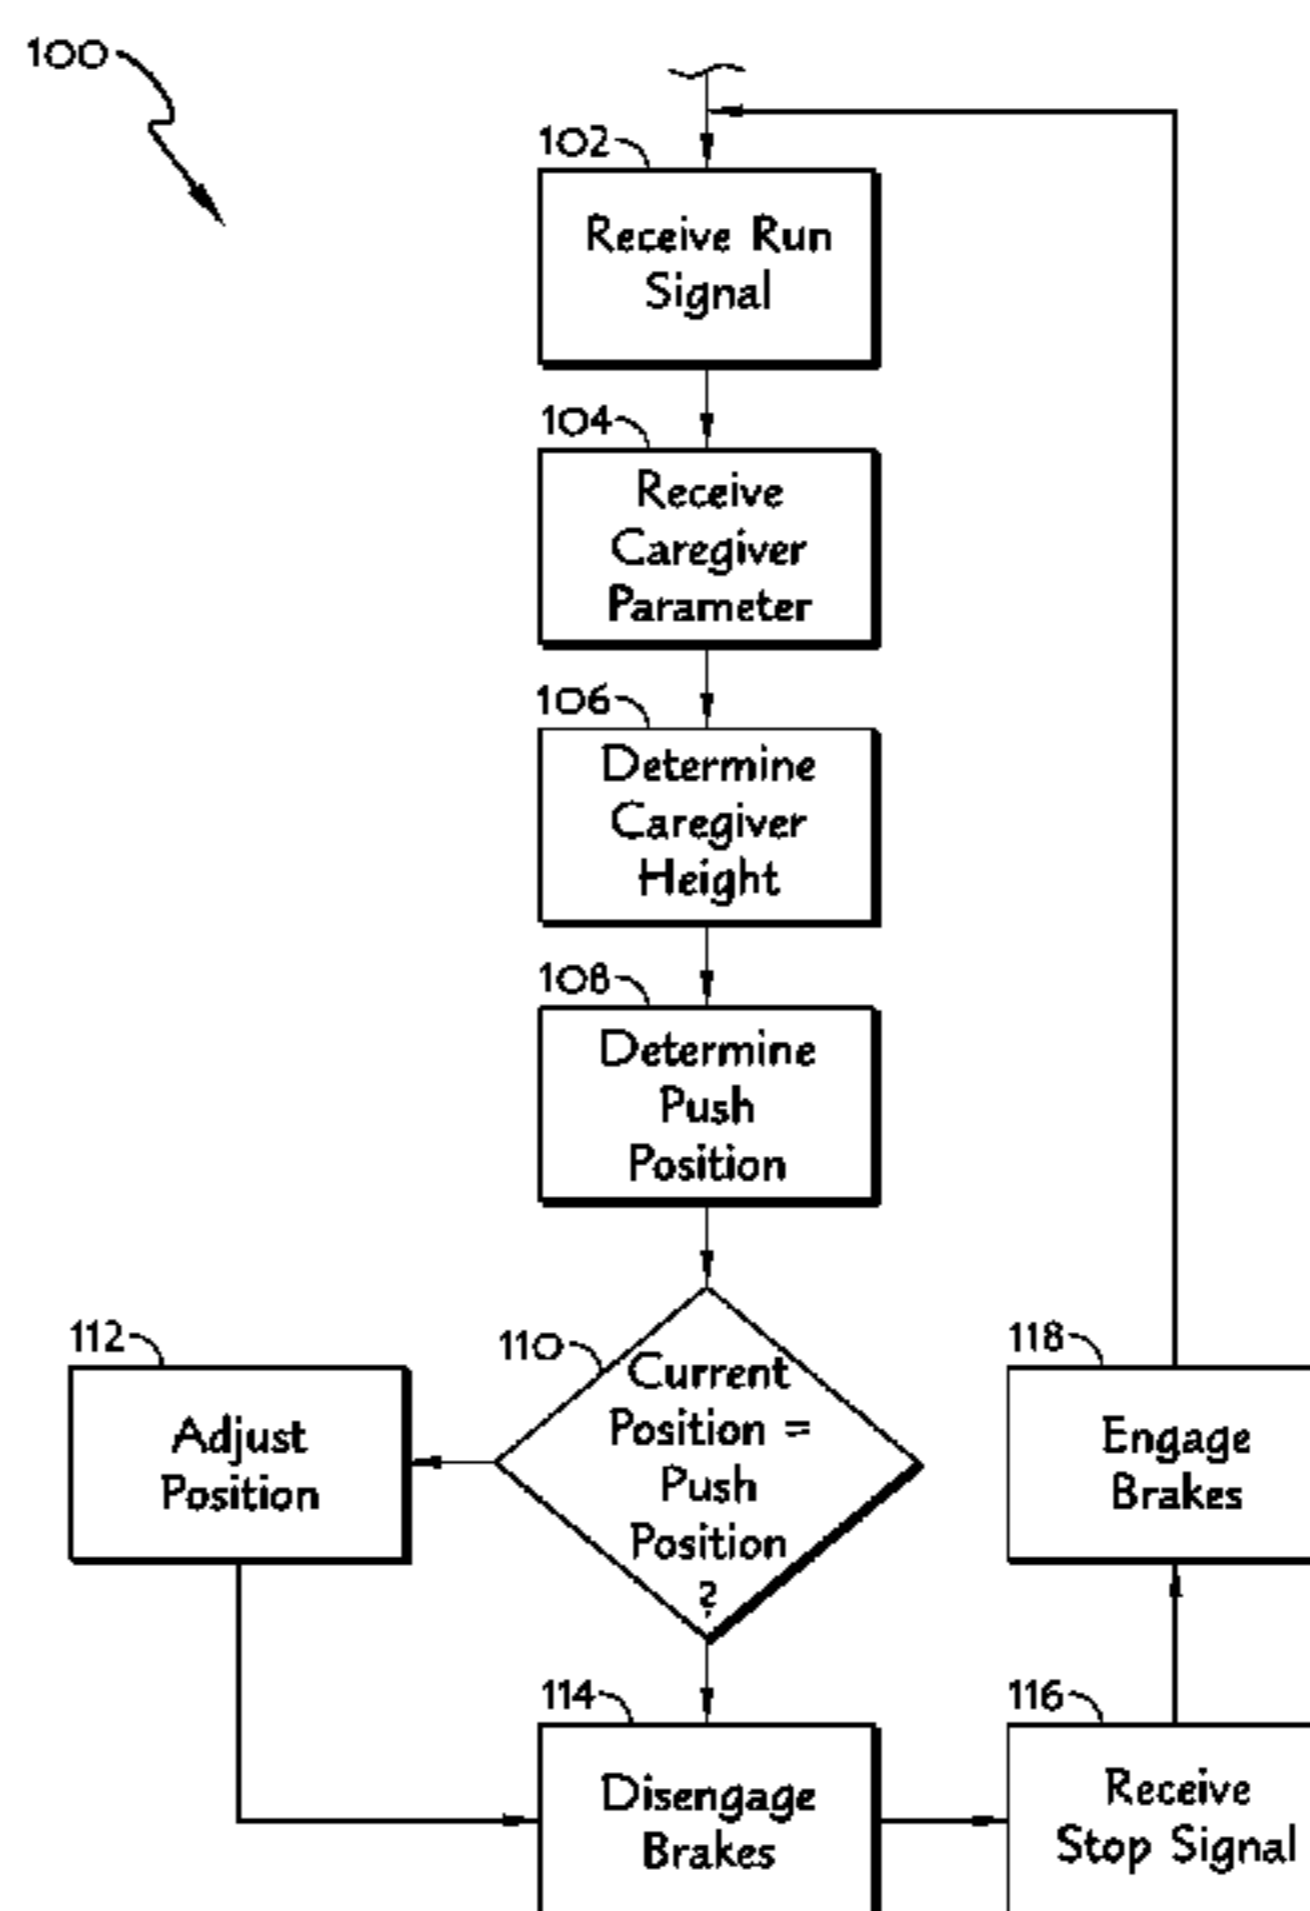 100
102
Receive Run
Signal
104
Receive
Caregiver
Parameter
106
Determine
Caregiver
Height
108
Determine
Push
Position
110
Current
Position =
Push
Position
?
112
Adjust
Position
114
Disengage
Brakes
116
Receive
Stop Signal
118
Engage
Brakes